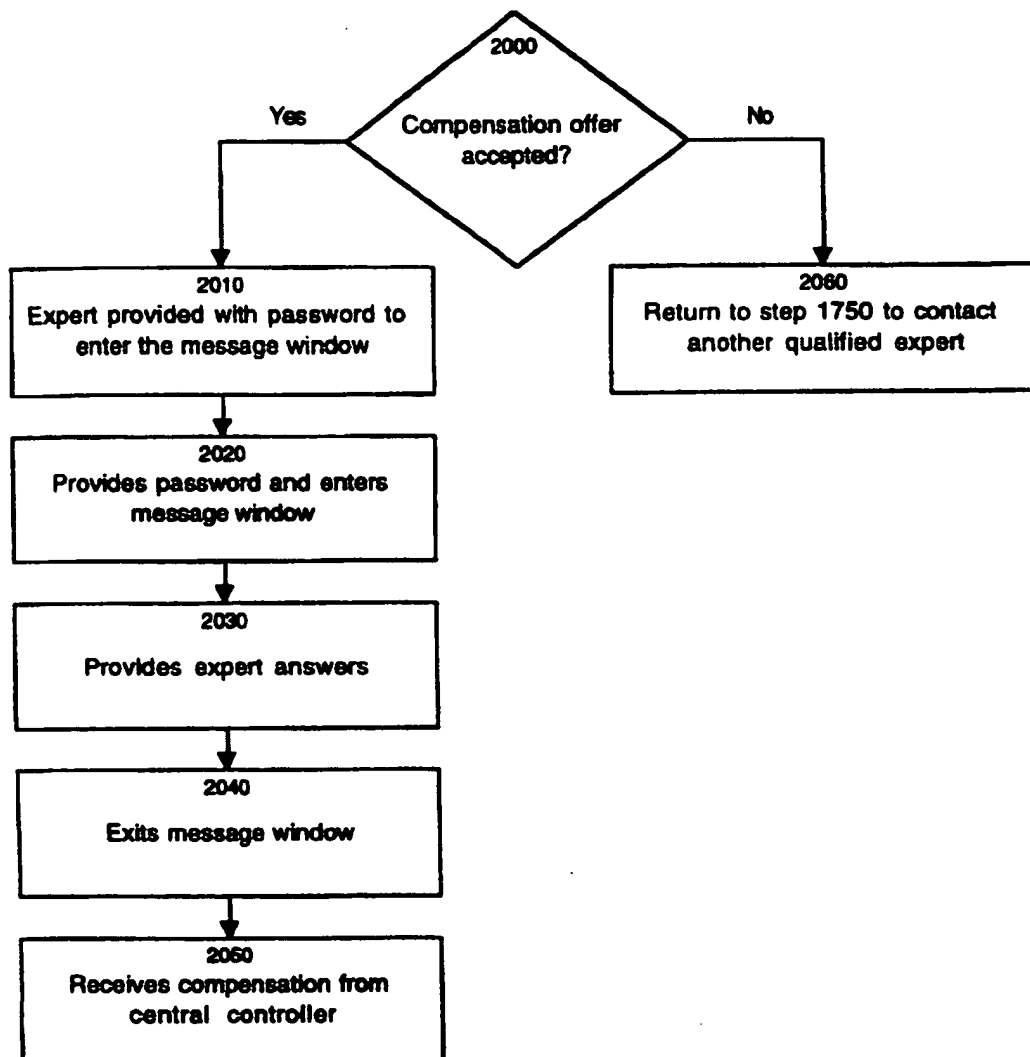 2000
Compensation offer
accepted?
Yes
No
2010
Expert provided with password to
enter the message window
2060
Return to step 1750 to contact
another qualified expert
2020
Provides password and enters
message window
2030
Provides expert answers
2040
Exits message window
2050
Receives compensation from
central controller